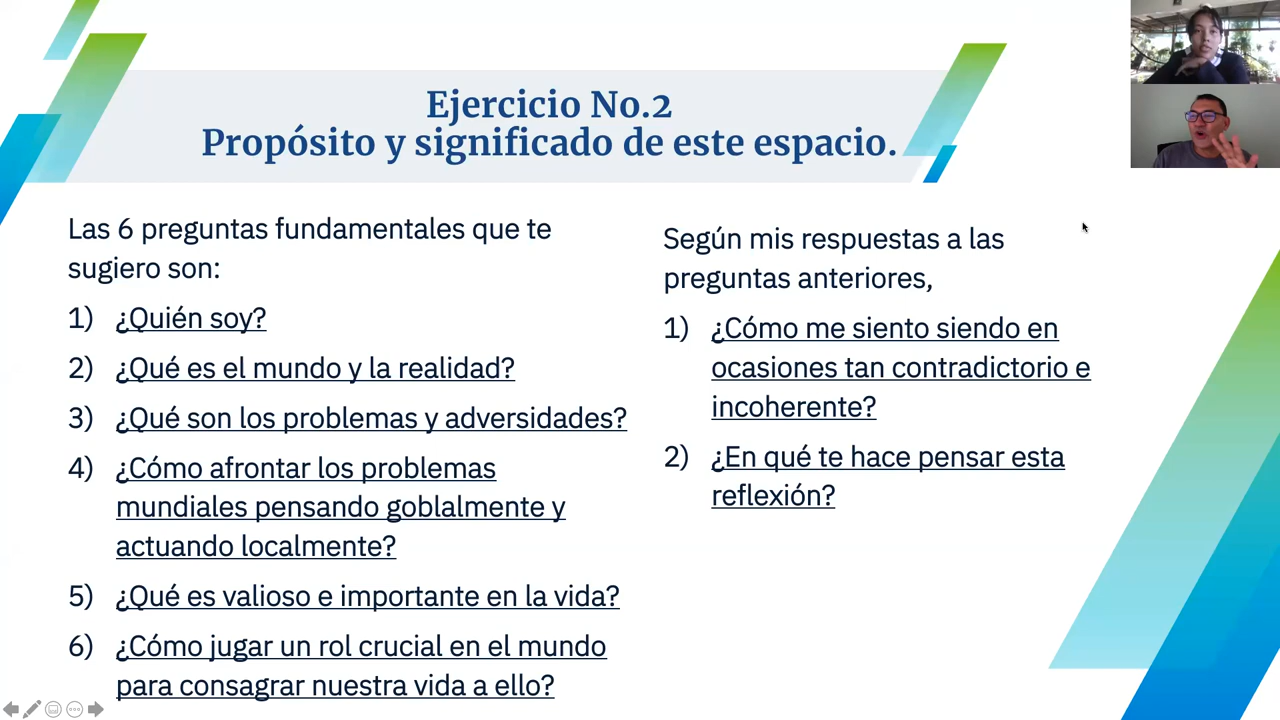 Ejercicio No.2
Propósito y significado de este espacio.
Las 6 preguntas fundamentales que te
sugiero son:
1) ¿Quién soy?
2) ¿Qué es el mundo y la realidad?
3) ¿Qué son los problemas y adversidades?
4) ¿Cómo afrontar los problemas
mundiales pensando goblalmente y
actuando localmente?
5) ¿Qué es valioso e importante en la vida?
6) ¿Cómo jugar un rol crucial en el mundo
para consagrar nuestra vida a ello?
Según mis respuestas a las
preguntas anteriores,
1) ¿Cómo me siento siendo en
ocasiones tan contradictorio e
incoherente?
2) ¿En qué te hace pensar esta
reflexión?